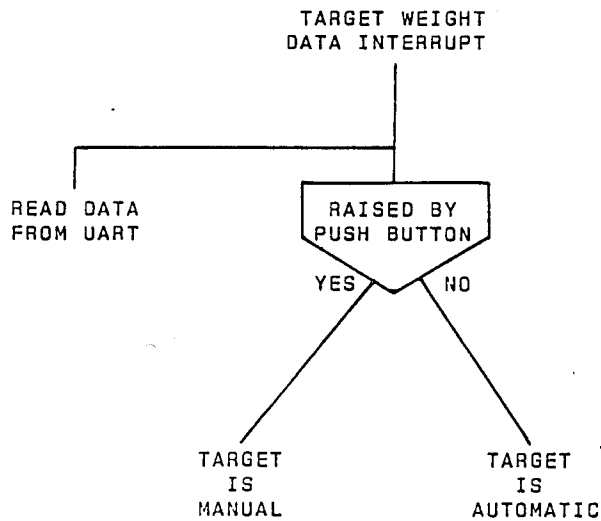 TARGET WEIGHT
DATA INTERRUPT
READ DATA
FROM UART
RAISED BY
PUSH BUTTON
YES
NO
TARGET
IS
MANUAL
TARGET
IS
AUTOMATIC